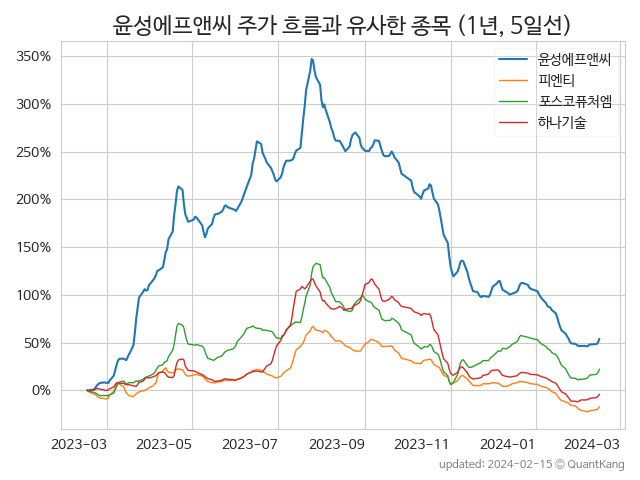 윤성에프앤씨 주가 흐름과 유사한 종목 (1년, 5일선)
350%
300%
250%
200%
150%
100%
50%
0%
윤성에프앤씨
피엔티
포스코퓨처엠
하나기술
2023-03
2023-05
2023-07
2023-09
2023-11
2024-01
2024-03
updated: 2024-02-15 © QuantKang